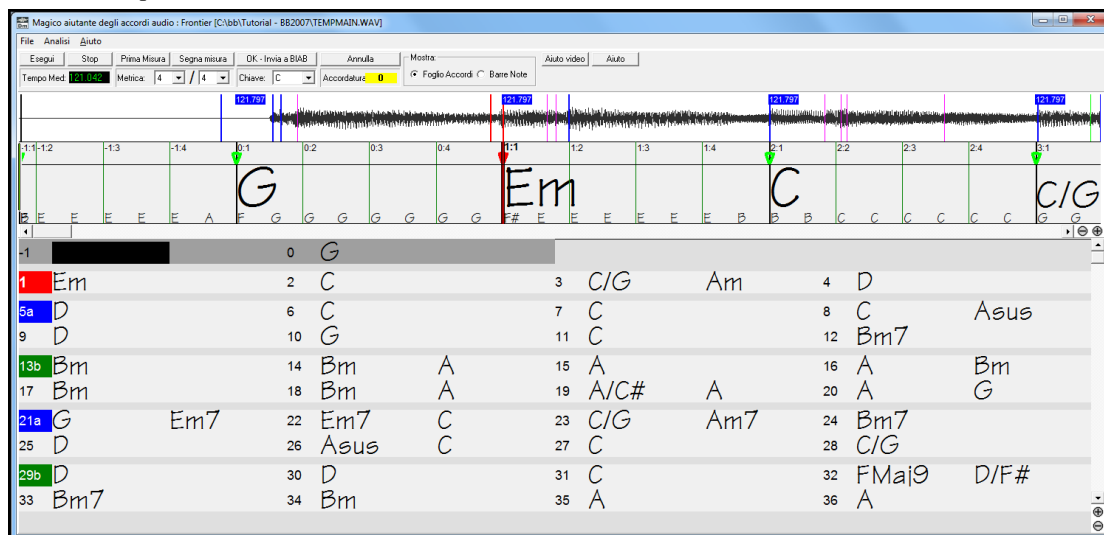 Magico aiutante degli accordi audio : Frontier [C:\bb\Tutorial - BB2007\TEMPMAIN.WAV]
File Analisi Aiuto
Esegui Stop Prima Misura Segna misura OK - Invia a BIAB Annulla Mostra: Aiuto video Aiuto
Tempo Med: 121.042 Metrica: 4 / 4 Chiave: C Accordatura 0 Foglio Accordi Barre Note
121.797 121.797 121.797 121.797
-1:1 -1:2 -1:3 -1:4 0:1 0:2 0:3 0:4 1:1 1:2 1:3 1:4 2:1 2:2 2:3 2:4 3:1
G Em C C/G
B E E E E E A F G G G G G G G F# E E E E E E B B B C C C C C C G G
-1 0 G
1 Em 2 C 3 C/G Am 4 D
5a D 6 C 7 C 8 C Asus
9 D 10 G 11 C 12 Bm7
13b Bm 14 Bm A 15 A 16 A Bm
17 Bm 18 Bm A 19 A/C# A 20 A G
21a G Em7 22 Em7 C 23 C/G Am7 24 Bm7
25 D 26 Asus C 27 C 28 C/G
29b D 30 D 31 C 32 FMaj9 D/F#
33 Bm7 34 Bm 35 A 36 A